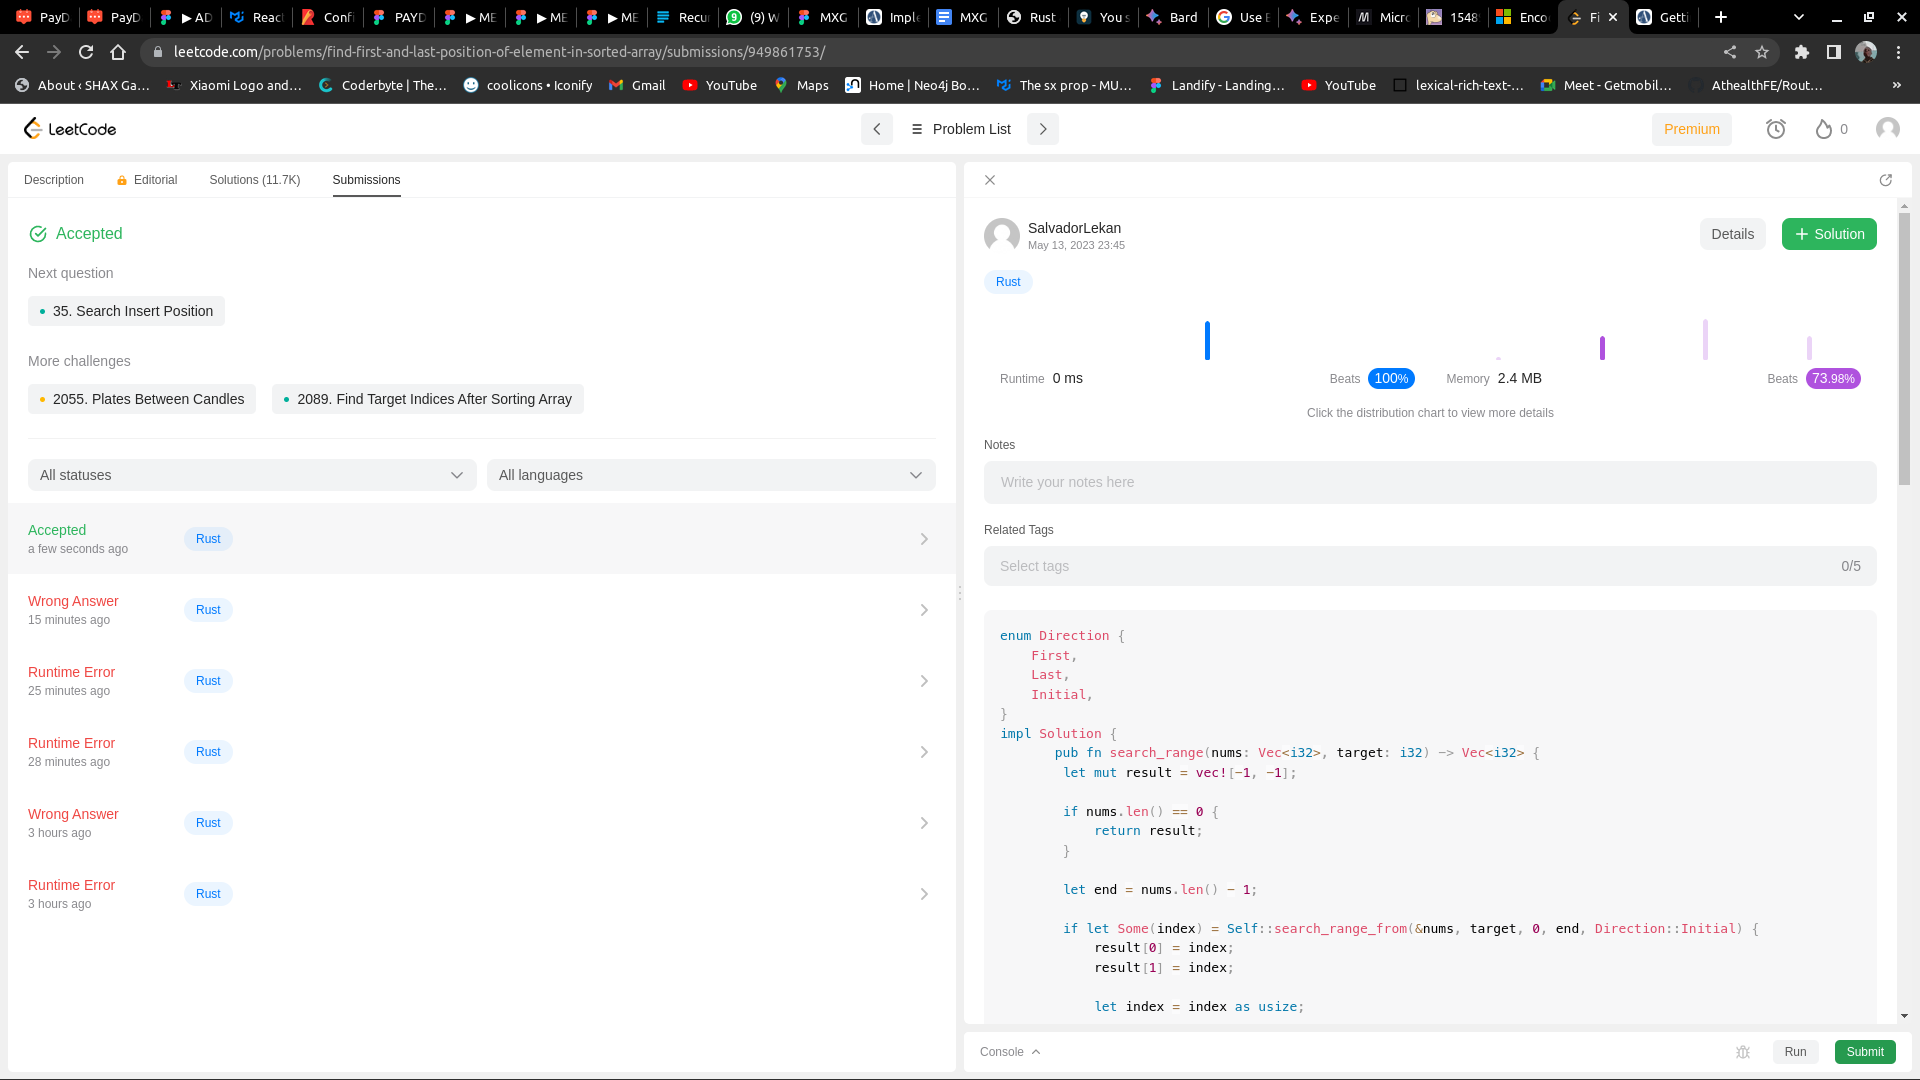 PayD
PayD
▶ AD
React
Confi
PAYD
▶ ME
▶ ME
▶ ME
Recur
(9) W
MXG
Imple
MXG
Rust
You s
Bard
Use E
Expe
Micro
1548
Enco
Fi
Getti
leetcode.com/problems/find-first-and-last-position-of-element-in-sorted-array/submissions/949861753/
About ‹ SHAX Ga…
Xiaomi Logo and…
Coderbyte | The…
coolicons • Iconify
Gmail
YouTube
Maps
Home | Neo4j Bo…
The sx prop - MU…
Landify - Landing…
YouTube
lexical-rich-text-…
Meet - Getmobil…
AthealthFE/Rout…
»
LeetCode
Problem List
Premium
0
Description
Editorial
Solutions (11.7K)
Submissions
Accepted
Next question
35. Search Insert Position
More challenges
2055. Plates Between Candles
2089. Find Target Indices After Sorting Array
All statuses
All languages
Accepted
a few seconds ago
Rust
Wrong Answer
15 minutes ago
Rust
Runtime Error
25 minutes ago
Rust
Runtime Error
28 minutes ago
Rust
Wrong Answer
3 hours ago
Rust
Runtime Error
3 hours ago
Rust
SalvadorLekan
May 13, 2023 23:45
Details
+ Solution
Rust
Runtime 0 ms
Beats 100%
Memory 2.4 MB
Beats 73.98%
Click the distribution chart to view more details
Notes
Write your notes here
Related Tags
Select tags
0/5
enum Direction {
    First,
    Last,
    Initial,
}
impl Solution {
       pub fn search_range(nums: Vec<i32>, target: i32) -> Vec<i32> {
        let mut result = vec![-1, -1];
        if nums.len() == 0 {
            return result;
        }
        let end = nums.len() - 1;
        if let Some(index) = Self::search_range_from(&nums, target, 0, end, Direction::Initial) {
            result[0] = index;
            result[1] = index;
            let index = index as usize;
Console
Run
Submit